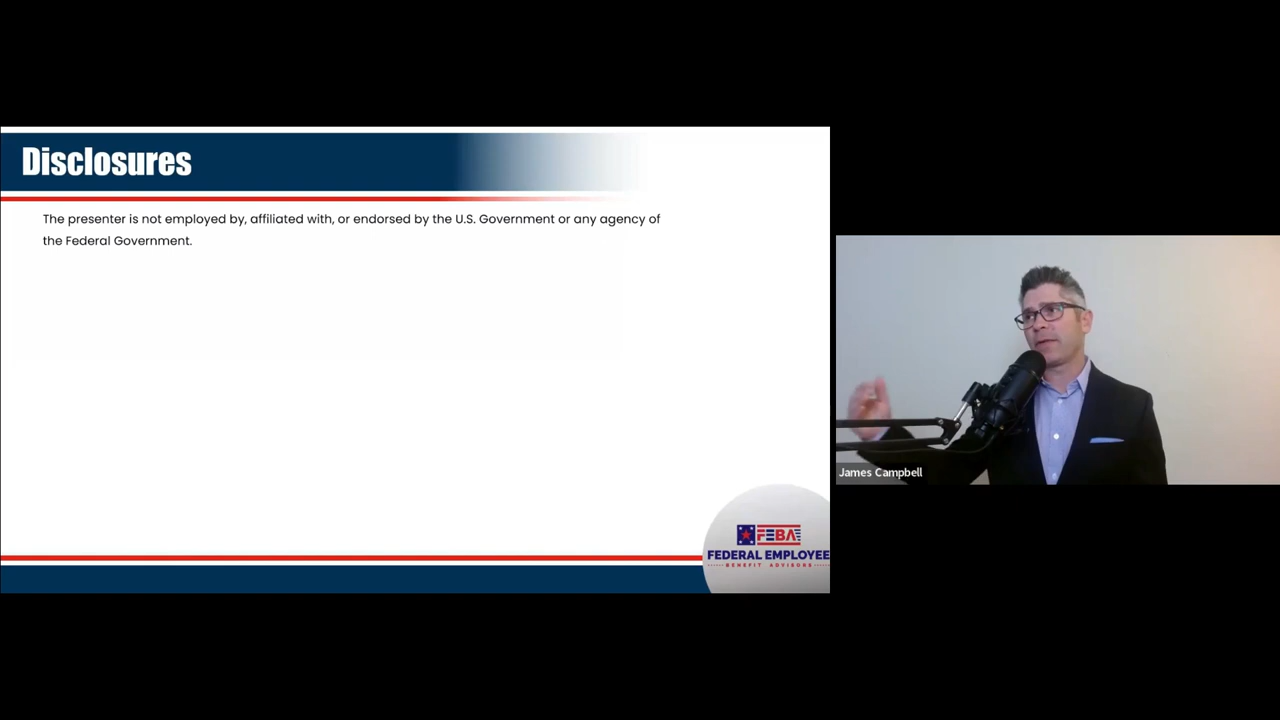 Disclosures
The presenter is not employed by, affiliated with, or endorsed by the U.S. Government or any agency of
the Federal Government.
James Campbell
FEBA
FEDERAL EMPLOYEE
BENEFIT ADVISORS